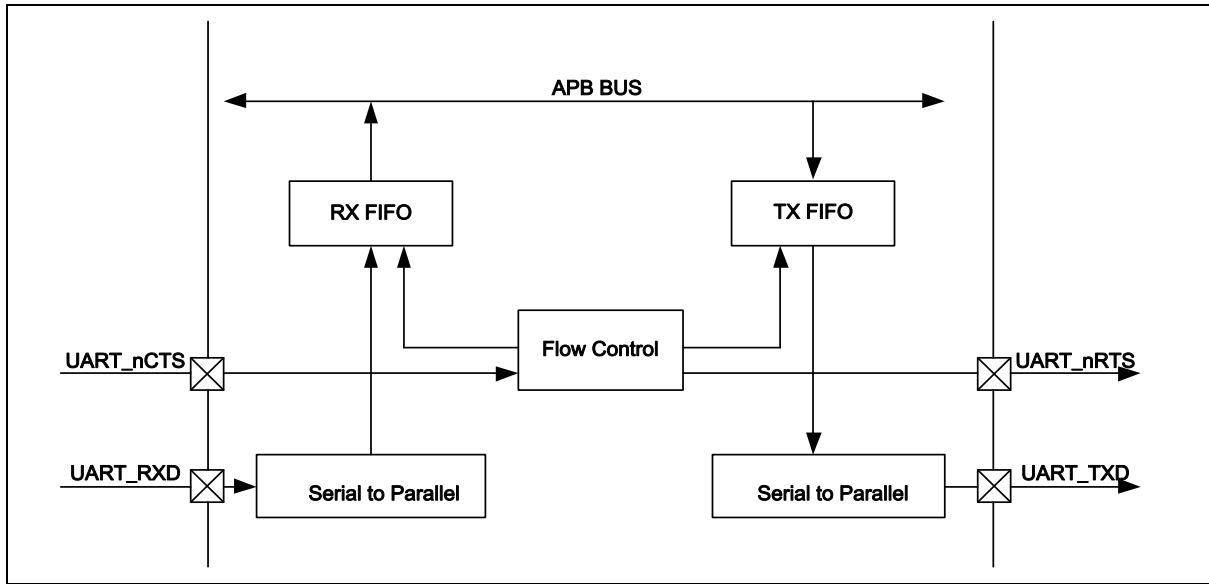 APB BUS
RX FIFO
TX FIFO
Flow Control
UART_nCTS
UART_nRTS
UART_RXD
Serial to Parallel
Serial to Parallel
UART_TXD